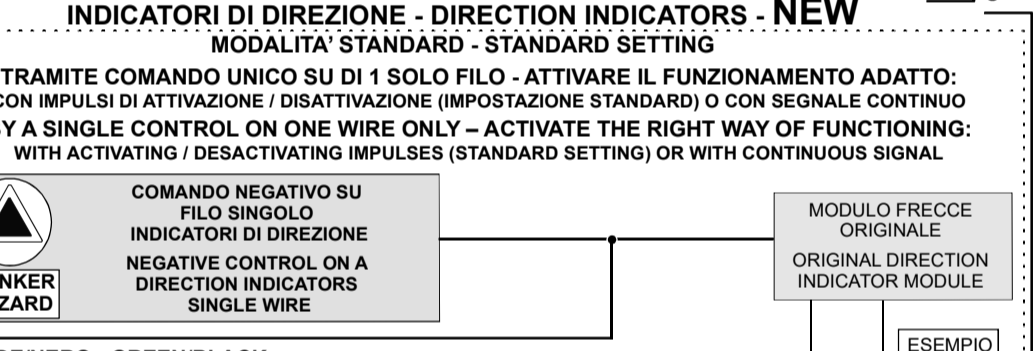 INDICATORI DI DIREZIONE - DIRECTION INDICATORS - NEW
MODALITA' STANDARD - STANDARD SETTING
TRAMITE COMANDO UNICO SU DI 1 SOLO FILO - ATTIVARE IL FUNZIONAMENTO ADATTO:
CON IMPULSI DI ATTIVAZIONE / DISATTIVAZIONE (IMPOSTAZIONE STANDARD) O CON SEGNALE CONTINUO
BY A SINGLE CONTROL ON ONE WIRE ONLY – ACTIVATE THE RIGHT WAY OF FUNCTIONING:
WITH ACTIVATING / DESACTIVATING IMPULSES (STANDARD SETTING) OR WITH CONTINUOUS SIGNAL
COMANDO NEGATIVO SU
FILO SINGOLO
INDICATORI DI DIREZIONE
NEGATIVE CONTROL ON A
DIRECTION INDICATORS
SINGLE WIRE
NKER
ZARD
MODULO FRECCE
ORIGINALE
ORIGINAL DIRECTION
INDICATOR MODULE
ESEMPIO